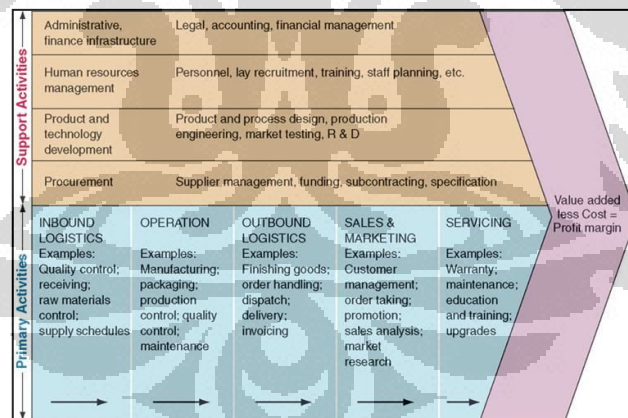 Support Activities
Administrative,
finance infrastructure
Legal, accounting, financial management
Human resources
management
Personnel, lay recruitment, training, staff planning, etc.
Product and
technology
development
Product and process design, production
engineering, market testing, R & D
Procurement
Supplier management, funding, subcontracting, specification
Primary Activities
INBOUND
LOGISTICS
Examples:
Quality control;
receiving;
raw materials
control;
supply schedules
OPERATION
Examples:
Manufacturing;
packaging;
production
control; quality
control;
maintenance
OUTBOUND
LOGISTICS
Examples:
Finishing goods;
order handling;
dispatch;
delivery;
invoicing
SALES &
MARKETING
Examples:
Customer
management;
order taking;
promotion;
sales analysis;
market
research
SERVICING
Examples:
Warranty;
maintenance;
education
and training;
upgrades
Value added
less Cost =
Profit margin